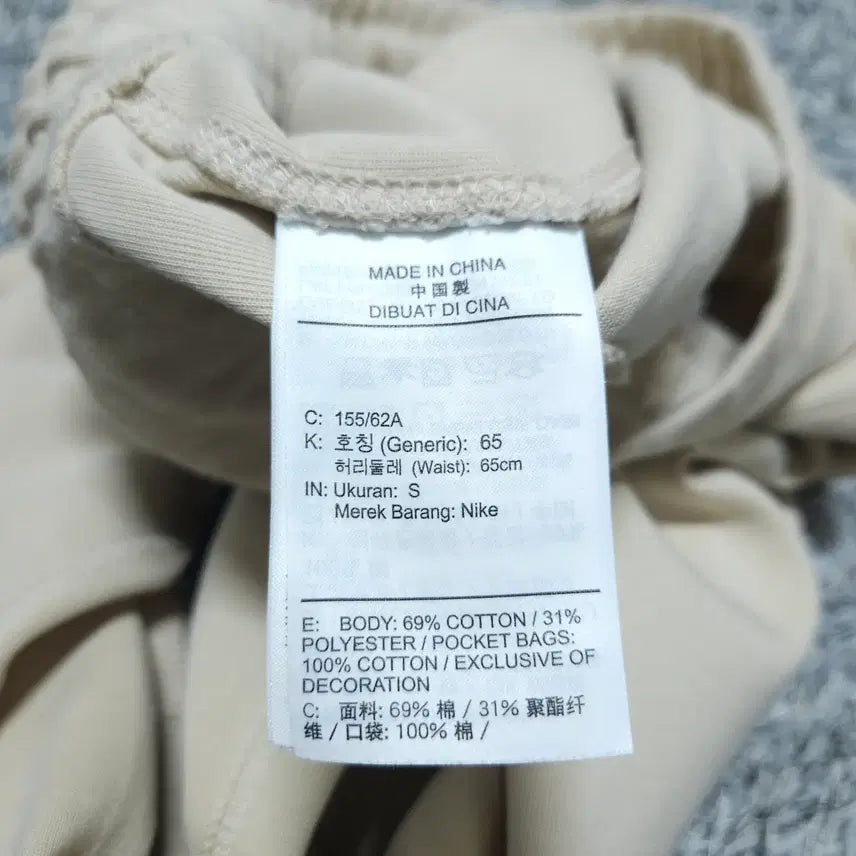 MADE IN CHINA
中国製
DIBUAT DI CINA
C: 155/62A
K: 호칭 (Generic): 65
허리둘레 (Waist): 65cm
IN: Ukuran: S
Merek Barang: Nike
E: BODY: 69% COTTON / 31%
POLYESTER / POCKET BAGS:
100% COTTON / EXCLUSIVE OF
DECORATION
C: 面料: 69% 棉 / 31% 聚酯纤
维 / 口袋: 100% 棉 /